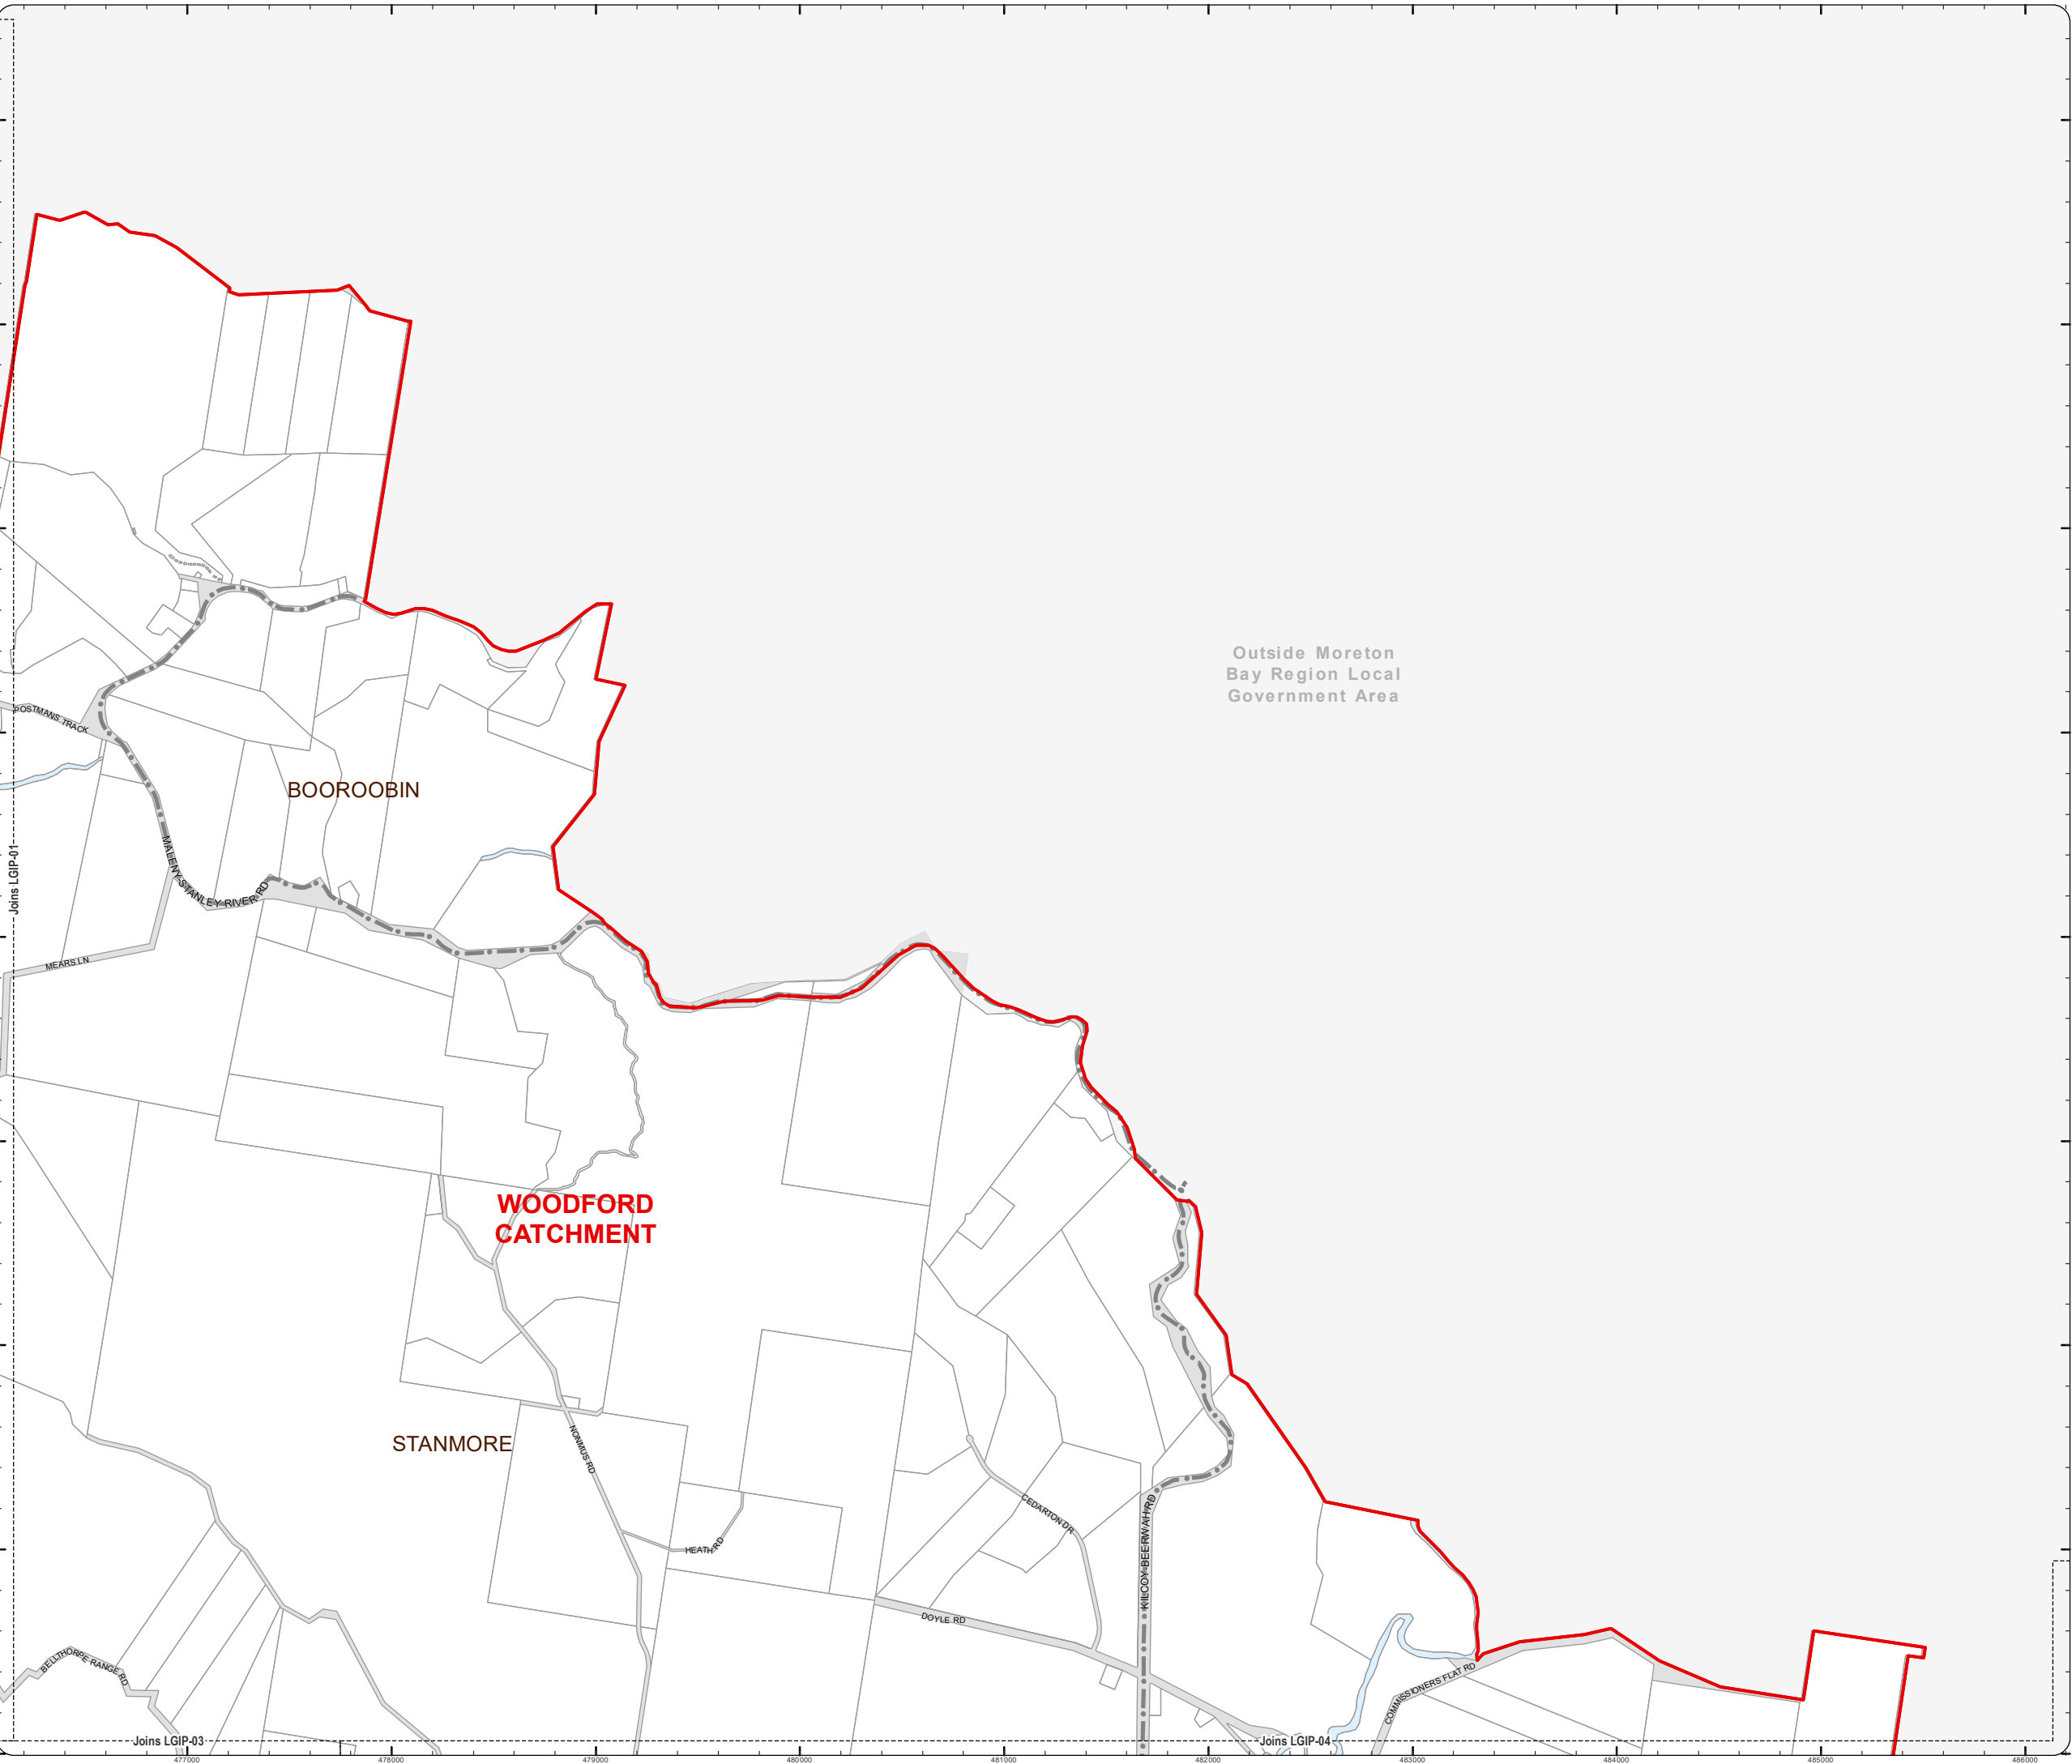 Outside Moreton
Bay Region Local
Government Area
POSTMANS TRACK
BOOROOBIN
Joins LGIP-01
MALENY-STANLEY RIVER RD
MEARS LN
WOODFORD
CATCHMENT
STANMORE
NONMUS RD
CEDARTON DR
KILCOY-BEERWAH RD
HEATH RD
DOYLE RD
BELLTHORPE RANGE RD
COMMISSIONERS FLAT RD
Joins LGIP-03
Joins LGIP-04
477000
478000
479000
480000
481000
482000
483000
484000
485000
486000